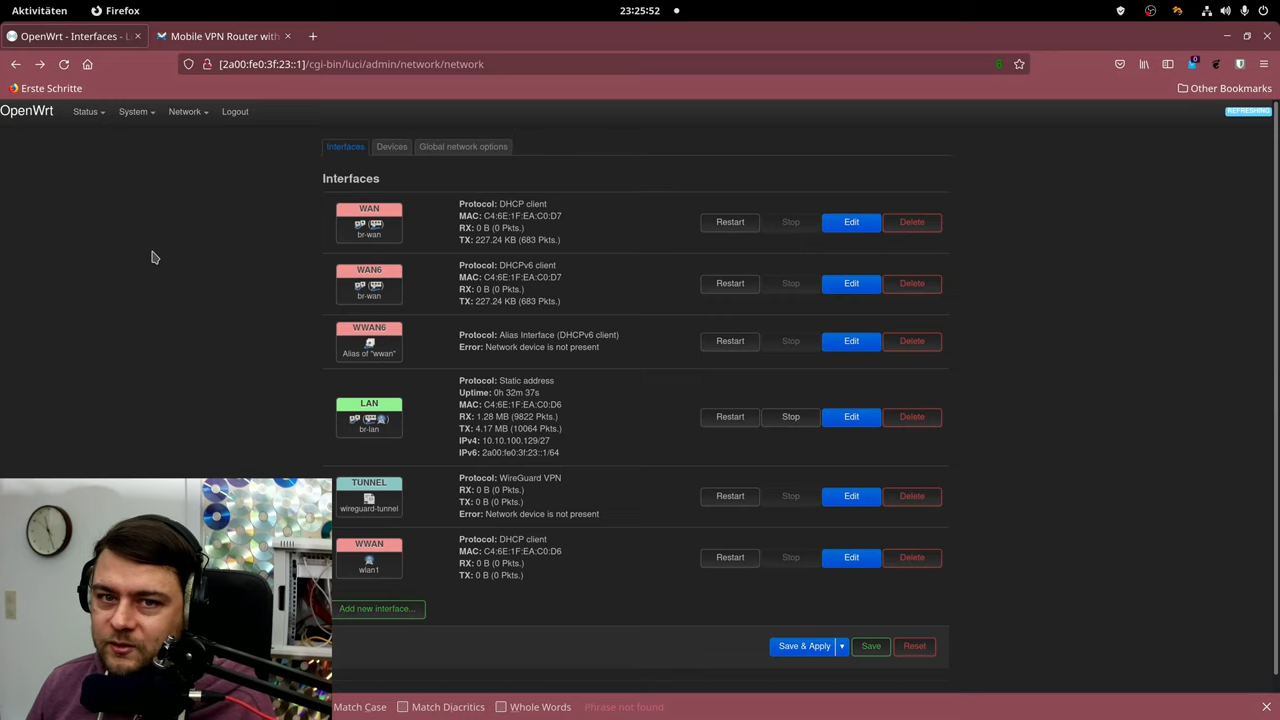 Aktivitäten
Firefox
23:25:52
OpenWrt - Interfaces - L
Mobile VPN Router with
[2a00:fe0:3f:23::1]/cgi-bin/luci/admin/network/network
6
0
Erste Schritte
Other Bookmarks
OpenWrt
Status
System
Network
Logout
REFRESHING
Interfaces
Devices
Global network options
Interfaces
WAN
br-wan
Protocol: DHCP client
MAC: C4:6E:1F:EA:C0:D7
RX: 0 B (0 Pkts.)
TX: 227.24 KB (683 Pkts.)
Restart
Stop
Edit
Delete
WAN6
br-wan
Protocol: DHCPv6 client
MAC: C4:6E:1F:EA:C0:D7
RX: 0 B (0 Pkts.)
TX: 227.24 KB (683 Pkts.)
Restart
Stop
Edit
Delete
WWAN6
Alias of "wwan"
Protocol: Alias Interface (DHCPv6 client)
Error: Network device is not present
Restart
Stop
Edit
Delete
LAN
br-lan
Protocol: Static address
Uptime: 0h 32m 37s
MAC: C4:6E:1F:EA:C0:D6
RX: 1.28 MB (9822 Pkts.)
TX: 4.17 MB (10064 Pkts.)
IPv4: 10.10.100.129/27
IPv6: 2a00:fe0:3f:23::1/64
Restart
Stop
Edit
Delete
TUNNEL
wireguard-tunnel
Protocol: WireGuard VPN
RX: 0 B (0 Pkts.)
TX: 0 B (0 Pkts.)
Error: Network device is not present
Restart
Stop
Edit
Delete
WWAN
wlan1
Protocol: DHCP client
MAC: C4:6E:1F:EA:C0:D6
RX: 0 B (0 Pkts.)
TX: 0 B (0 Pkts.)
Restart
Stop
Edit
Delete
Add new interface...
Save & Apply
Save
Reset
Match Case
Match Diacritics
Whole Words
Phrase not found